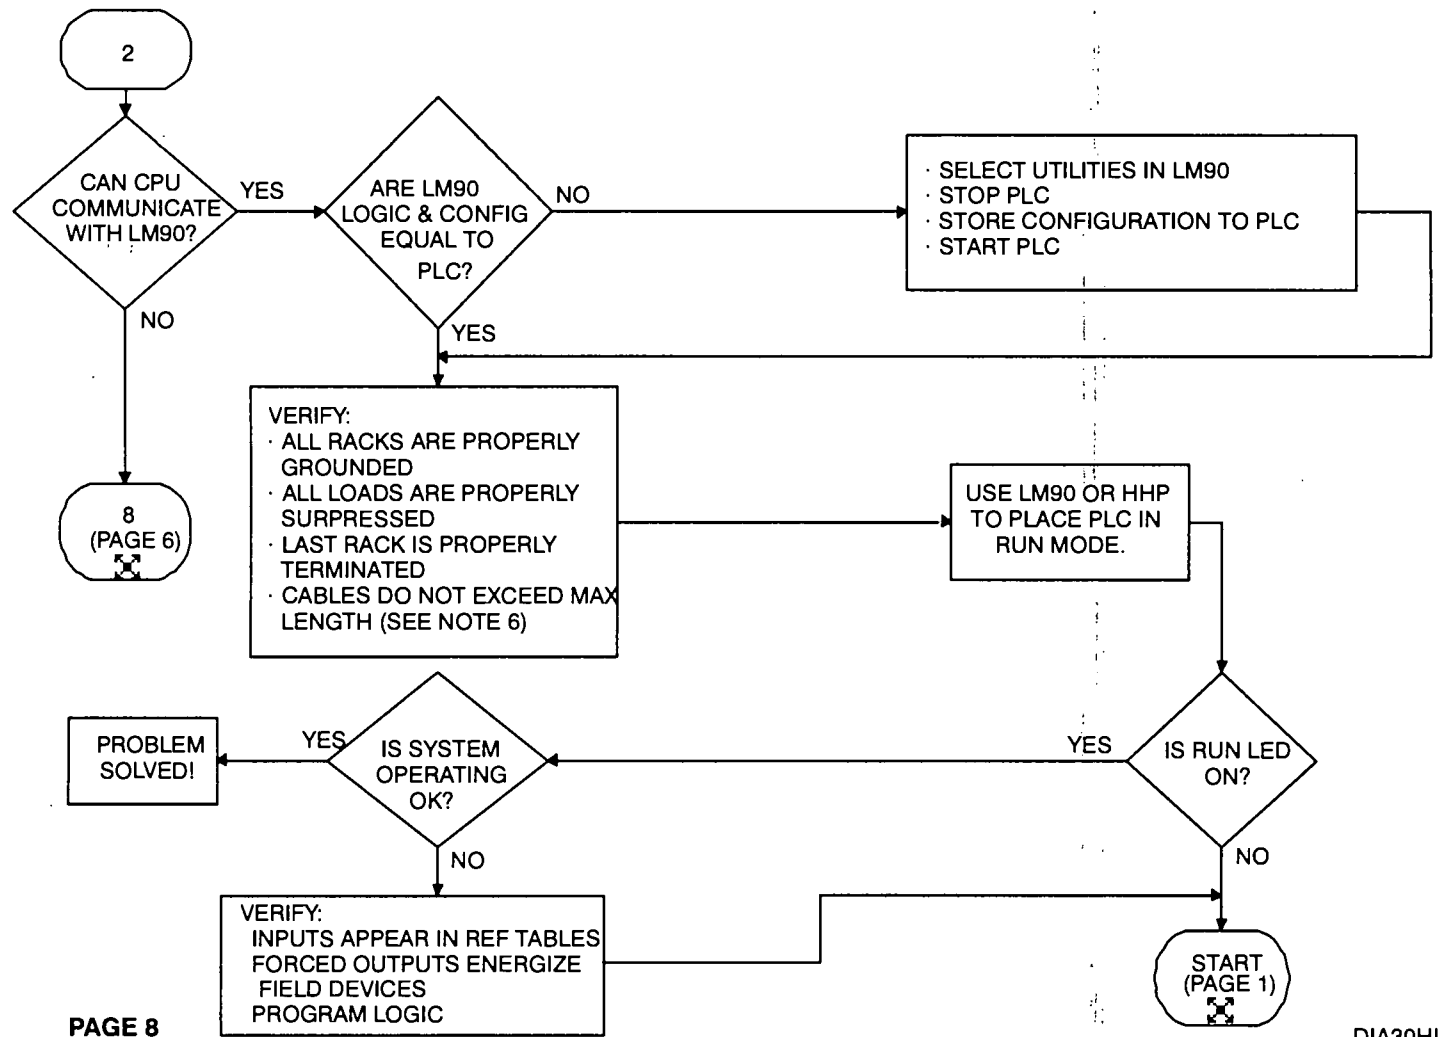 2
CAN CPU
COMMUNICATE
WITH LM90?
YES
NO
8
(PAGE 6)
ARE LM90
LOGIC & CONFIG
EQUAL TO
PLC?
NO
YES
· SELECT UTILITIES IN LM90
· STOP PLC
· STORE CONFIGURATION TO PLC
· START PLC
VERIFY:
· ALL RACKS ARE PROPERLY
GROUNDED
· ALL LOADS ARE PROPERLY
SURPRESSED
· LAST RACK IS PROPERLY
TERMINATED
· CABLES DO NOT EXCEED MAX
LENGTH (SEE NOTE 6)
USE LM90 OR HHP
TO PLACE PLC IN
RUN MODE.
IS RUN LED
ON?
YES
NO
IS SYSTEM
OPERATING
OK?
YES
NO
PROBLEM
SOLVED!
VERIFY:
INPUTS APPEAR IN REF TABLES
FORCED OUTPUTS ENERGIZE
FIELD DEVICES
PROGRAM LOGIC
START
(PAGE 1)
PAGE 8